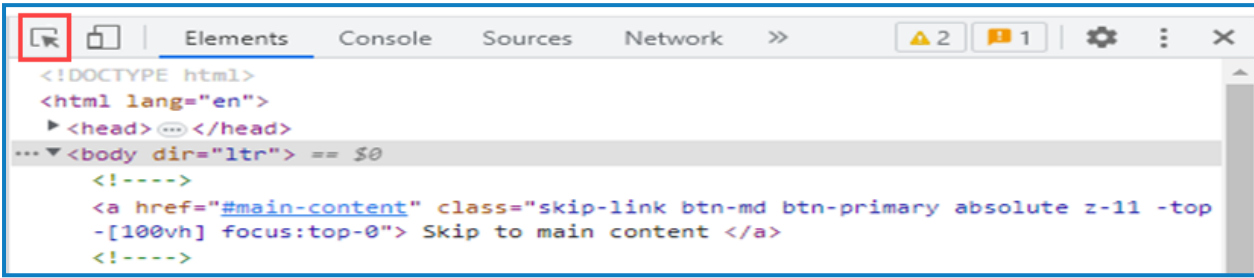 Elements Console Sources Network » 2 1
<!DOCTYPE html>
<html lang="en">
<head>…</head>
… <body dir="ltr"> == $0
<!---->
<a href="#main-content" class="skip-link btn-md btn-primary absolute z-11 -top
-[100vh] focus:top-0"> Skip to main content </a>
<!---->